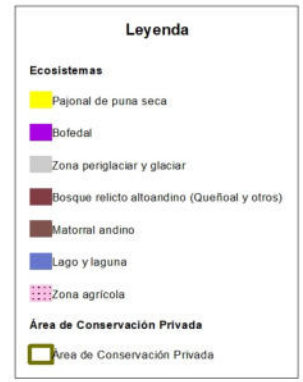 Leyenda
Ecosistemas
Pajonal de puna seca
Bofedal
Zona periglaciar y glaciar
Bosque relicto altoandino (Queñoal y otros)
Matorral andino
Lago y laguna
Zona agrícola
Área de Conservación Privada
Área de Conservación Privada